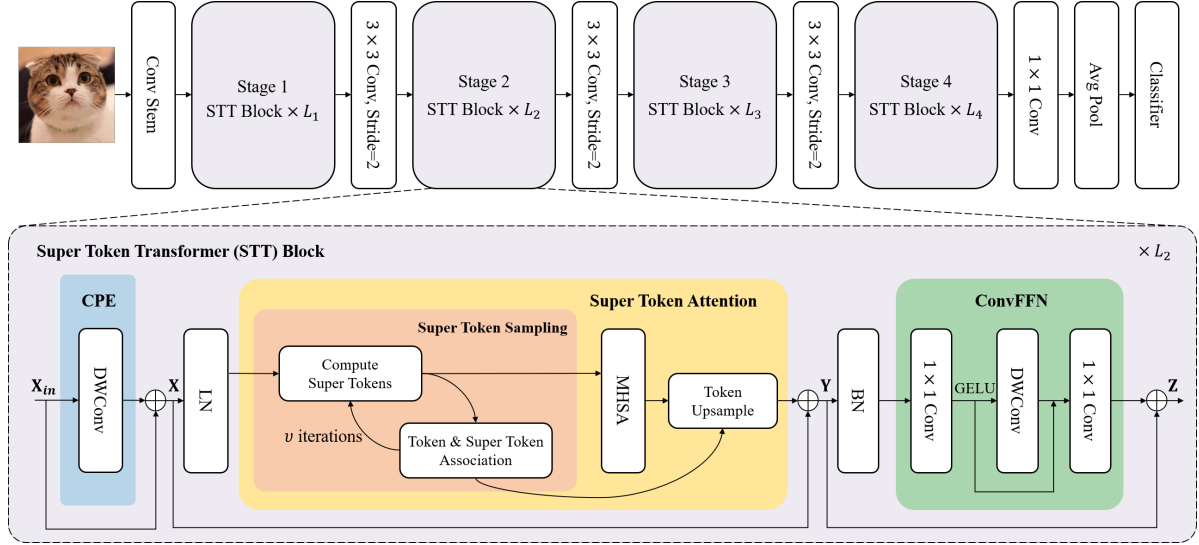 Conv Stem
Stage 1
STT Block × L₁
3 × 3 Conv, Stride=2
Stage 2
STT Block × L₂
3 × 3 Conv, Stride=2
Stage 3
STT Block × L₃
3 × 3 Conv, Stride=2
Stage 4
STT Block × L₄
1 × 1 Conv
Avg Pool
Classifier
Super Token Transformer (STT) Block
× L₂
CPE
Super Token Attention
ConvFFN
Super Token Sampling
X_in
DWConv
X
LN
Compute
Super Tokens
υ iterations
Token & Super Token
Association
MHSA
Token
Upsample
Y
BN
1 × 1 Conv
GELU
DWConv
1 × 1 Conv
Z